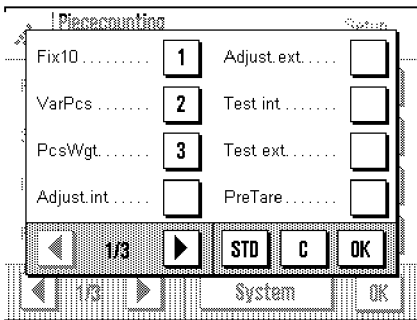 Piececounting Setup
Fix10......... 1 Adjust.ext.....
VarPcs ....... 2 Test int .......
PcsWgt....... 3 Test ext.......
Adjust.int .... PreTare........
1/3 STD C OK
1/3 System OK